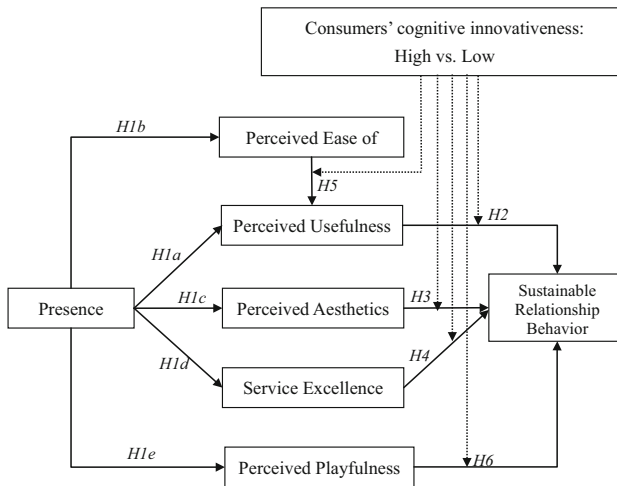 Consumers' cognitive innovativeness:
High vs. Low
H1b
Perceived Ease of
H5
Perceived Usefulness
H2
H1a
Presence
H1c
Perceived Aesthetics
H3
Sustainable
Relationship
Behavior
H1d
H4
Service Excellence
H1e
Perceived Playfulness
H6